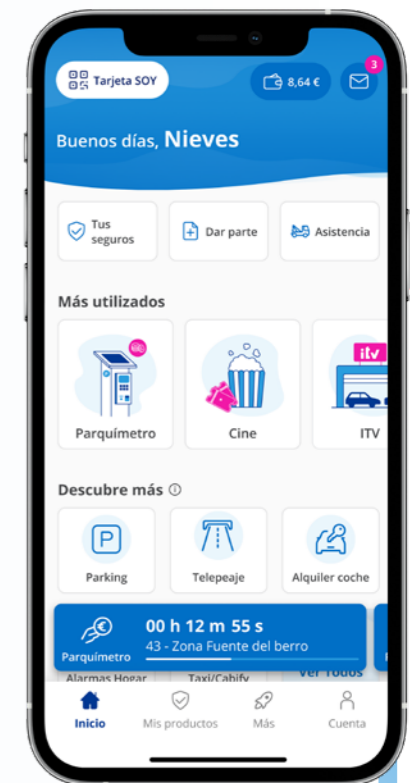 Tarjeta SOY
8,64 €
3
Buenos días, Nieves
Tus
seguros
Dar parte
Asistencia
Más utilizados
itv
Parquímetro
Cine
ITV
Descubre más
P
Parking
Telepeaje
Alquiler coche
00 h 12 m 55 s
43 - Zona Fuente del berro
Parquímetro
Alarmas Hogar
Taxi/Cabify
Ver Todos
Inicio
Mis productos
Más
Cuenta